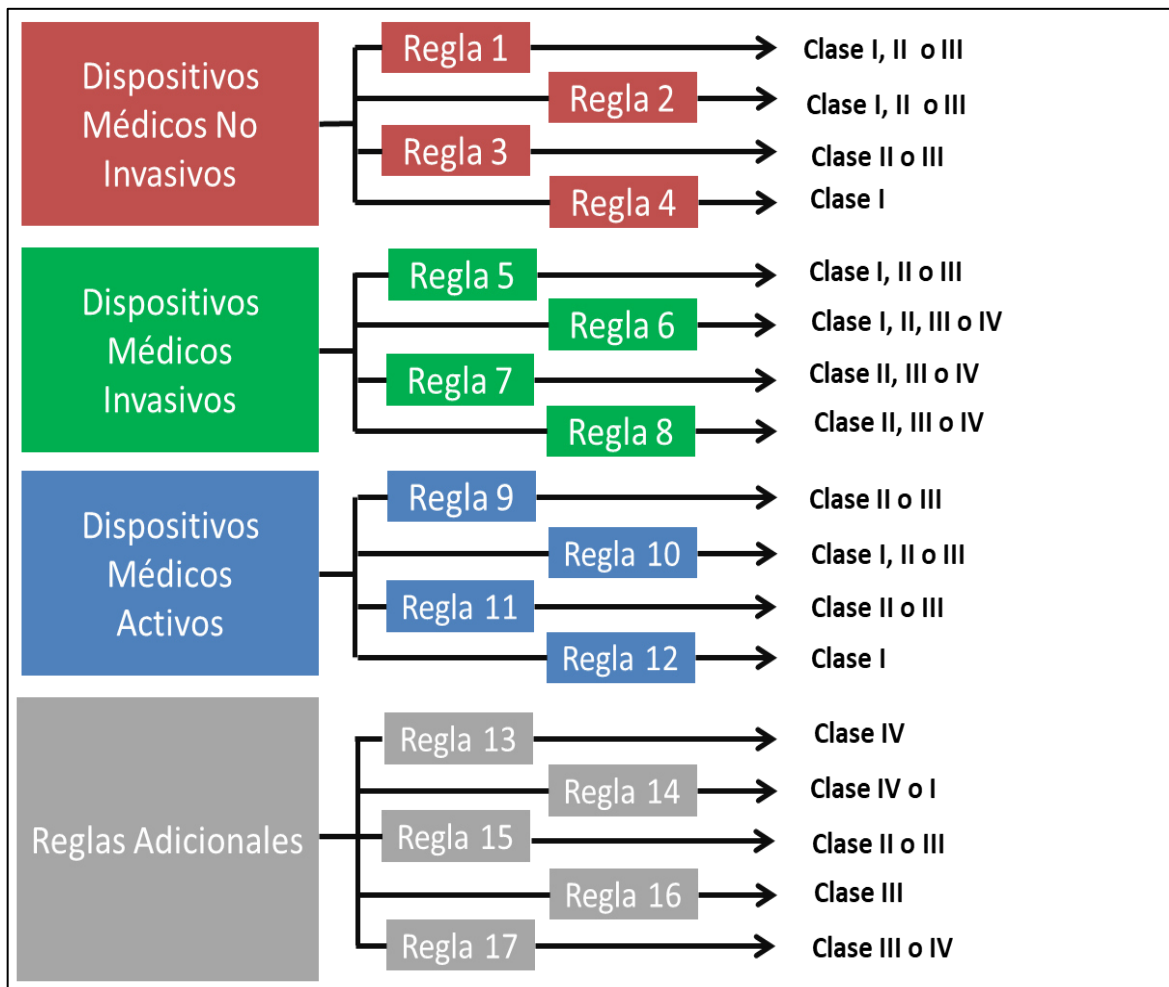 Dispositivos
Médicos No
Invasivos
Regla 1
Clase I, II o III
Regla 2
Clase I, II o III
Regla 3
Clase II o III
Regla 4
Clase I
Dispositivos
Médicos
Invasivos
Regla 5
Clase I, II o III
Regla 6
Clase I, II, III o IV
Regla 7
Clase II, III o IV
Regla 8
Clase II, III o IV
Dispositivos
Médicos
Activos
Regla 9
Clase II o III
Regla 10
Clase I, II o III
Regla 11
Clase II o III
Regla 12
Clase I
Reglas Adicionales
Regla 13
Clase IV
Regla 14
Clase IV o I
Regla 15
Clase II o III
Regla 16
Clase III
Regla 17
Clase III o IV